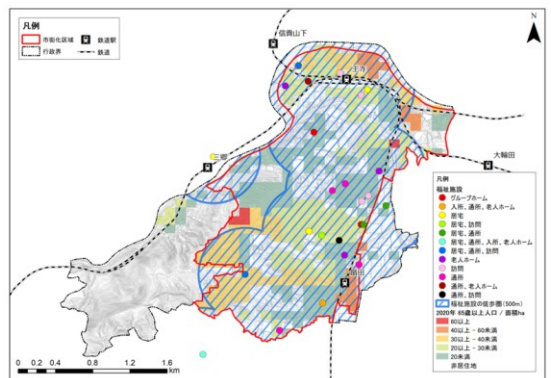 凡例
市街化区域
鉄道駅
行政界
鉄道
N
信貴山下
王寺
三郷
大輪田
畠田
凡例
福祉施設
グループホーム
入所、通所、老人ホーム
居宅
居宅、訪問
居宅、通所
居宅、通所、入所、老人ホーム
居宅、通所、訪問
老人ホーム
訪問
通所
通所、老人ホーム
通所、訪問
福祉施設の徒歩圏(500m)
2020年 65歳以上人口 / 面積ha
60以上
40以上 - 60未満
30以上 - 40未満
20以上 - 30未満
20未満
非居住地
0 0.2 0.4 0.8 1.2 1.6
km